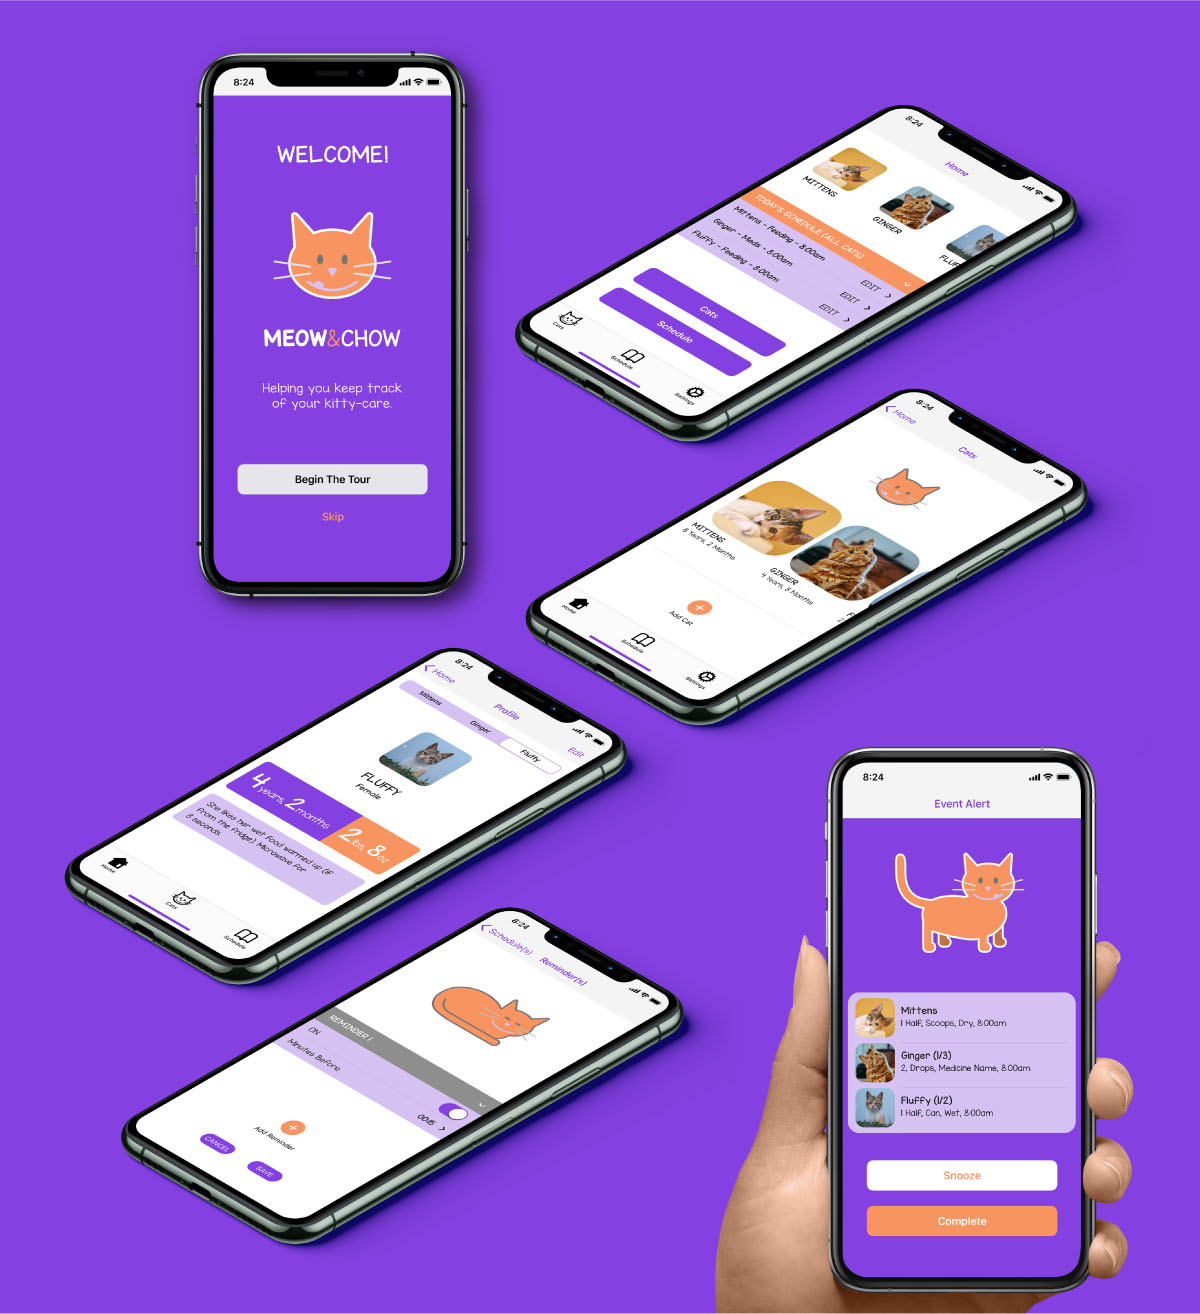 8:24
WELCOME!
MEOW&CHOW
Helping you keep track
of your kitty-care.
Begin The Tour
Skip
8:24
Home
MITTENS
GINGER
TODAY'S SCHEDULE (ALL CATS)
Mittens - Feeding - 8:00am
EDIT
Ginger - Meds - 8:00am
EDIT
Fluffy - Feeding - 8:00am
EDIT
Cats
Schedule
Cats
Schedule
Settings
8:24
Home
Cats
MITTENS
8 Years, 2 Months
GINGER
4 Years, 8 Months
Add Cat
Home
Schedule
Settings
8:24
Home
Profile
Edit
Mittens
Ginger
Fluffy
FLUFFY
Female
4 years, 2 months
2 lbs, 8 oz
She likes her wet food warmed up (if
from the fridge) Microwave for
8 seconds.
Home
Cats
Schedule
8:24
Schedule(s)
Reminder(s)
REMINDER 1
ON
Minutes Before
00:15
Add Reminder
CANCEL
SAVE
8:24
Event Alert
Mittens
1 Half, Scoops, Dry, 8:00am
Ginger (1/3)
2, Drops, Medicine Name, 8:00am
Fluffy (1/2)
1 Half, Can, Wet, 8:00am
Snooze
Complete